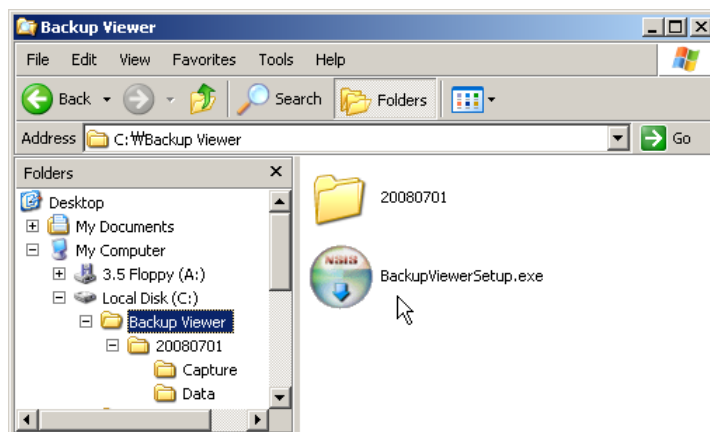 Backup Viewer
File Edit View Favorites Tools Help
Back Search Folders
Address C:₩Backup Viewer Go
Folders
Desktop
My Documents
My Computer
3.5 Floppy (A:)
Local Disk (C:)
Backup Viewer
20080701
Capture
Data
20080701
NSIS
BackupViewerSetup.exe